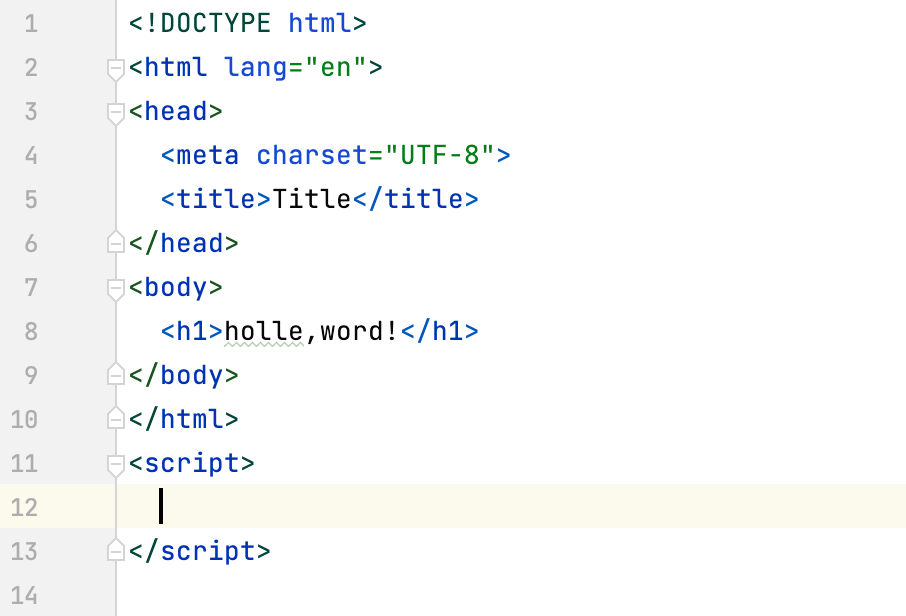 1 <!DOCTYPE html>
2 <html lang="en">
3 <head>
4   <meta charset="UTF-8">
5   <title>Title</title>
6 </head>
7 <body>
8   <h1>holle,word!</h1>
9 </body>
10 </html>
11 <script>
12
13 </script>
14